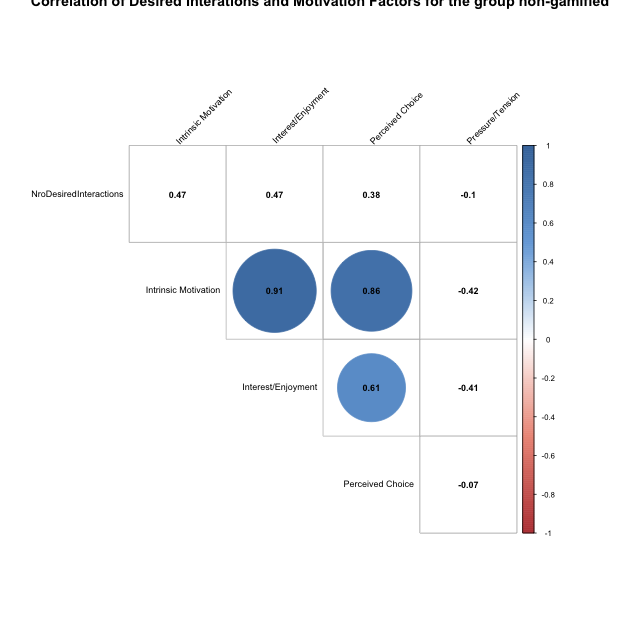 Correlation of Desired Interations and Motivation Factors for the group non-gamified
Intrinsic Motivation
Interest/Enjoyment
Perceived Choice
Pressure/Tension
NroDesiredInteractions 0.47 0.47 0.38 -0.1
Intrinsic Motivation 0.91 0.86 -0.42
Interest/Enjoyment 0.61 -0.41
Perceived Choice -0.07
1
0.8
0.6
0.4
0.2
0
-0.2
-0.4
-0.6
-0.8
-1